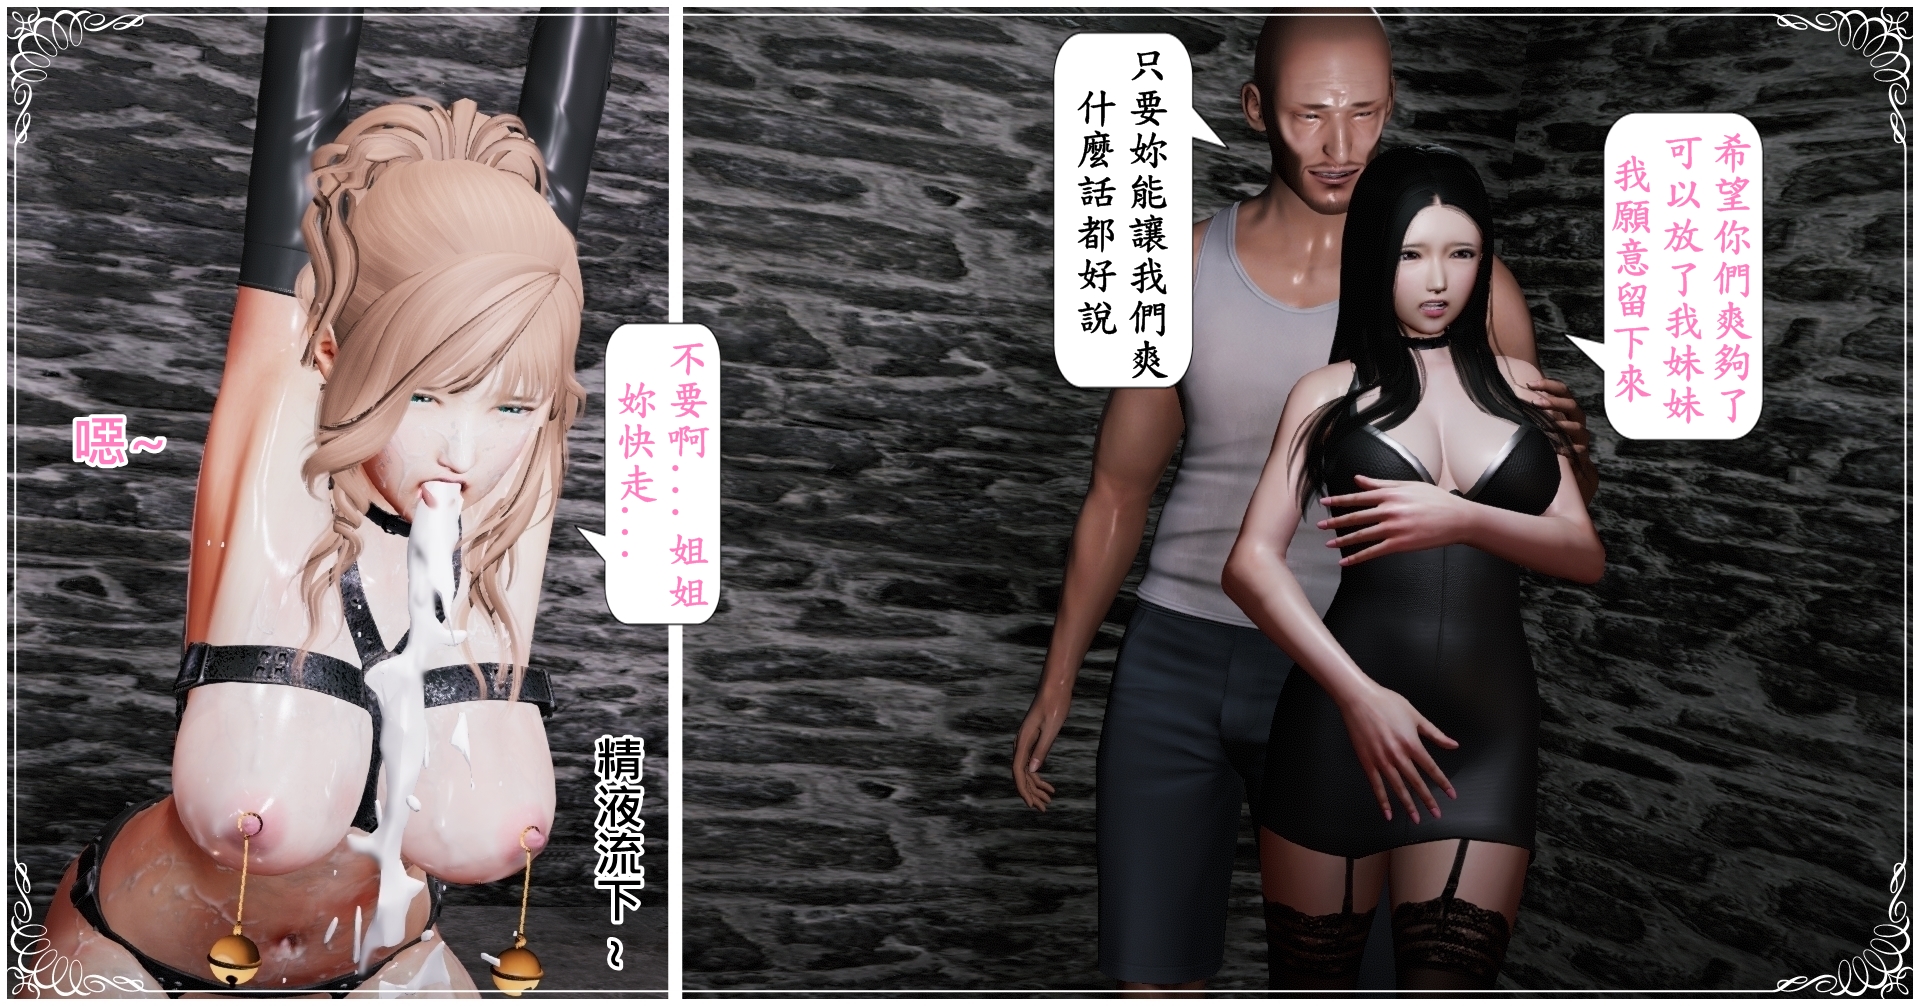 噁~
不要啊...姐姐
妳快走...
精液流下~
只要妳能讓我們爽
什麼話都好說
希望你們爽夠了
可以放了我妹妹
我願意留下來